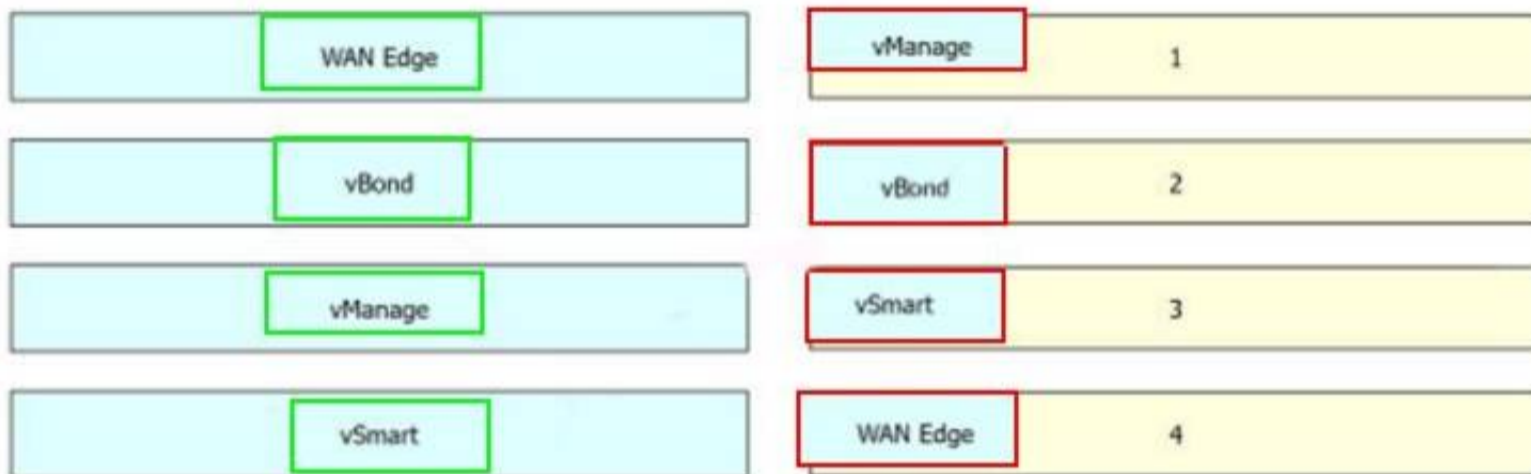 WAN Edge vManage 1
vBond vBond 2
vManage vSmart 3
vSmart WAN Edge 4